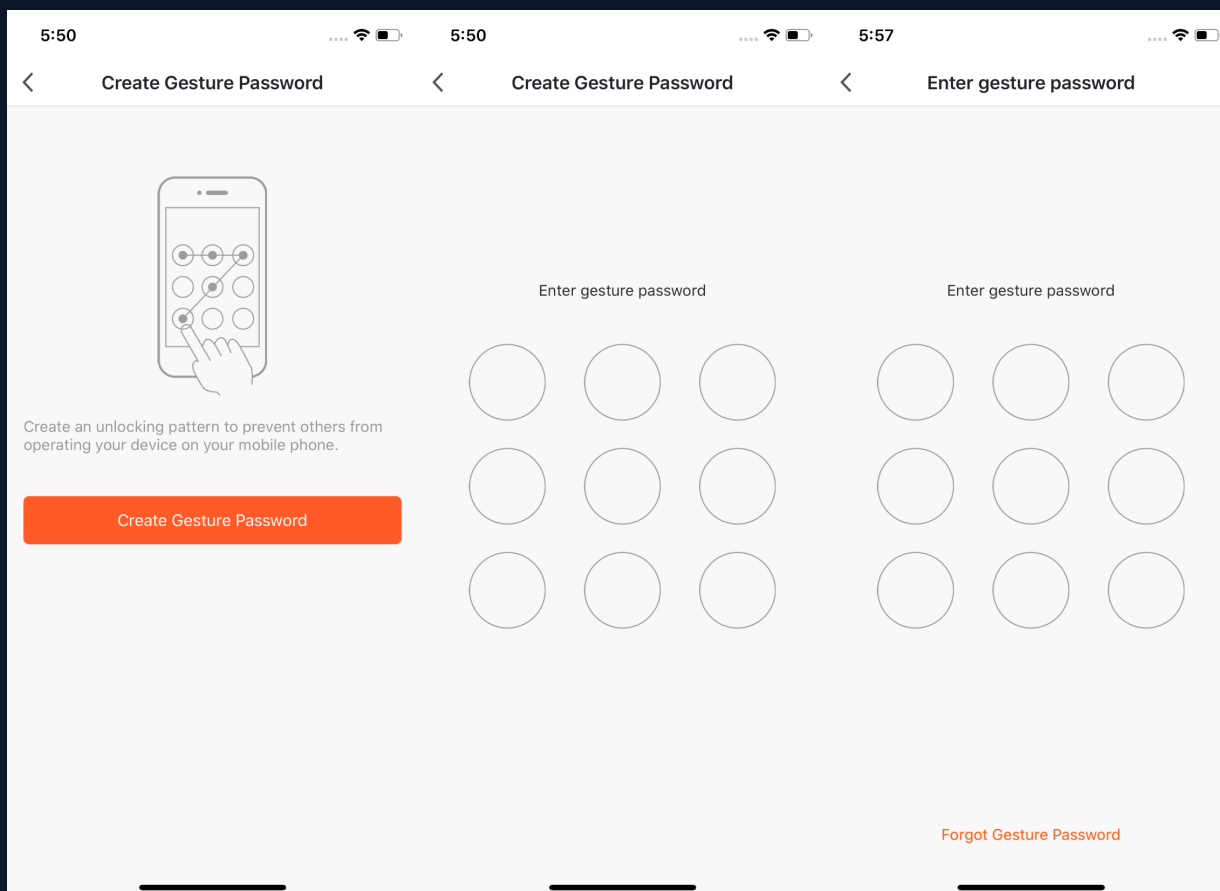 5:50
Create Gesture Password
Create an unlocking pattern to prevent others from
operating your device on your mobile phone.
Create Gesture Password
5:50
Create Gesture Password
Enter gesture password
5:57
Enter gesture password
Enter gesture password
Forgot Gesture Password